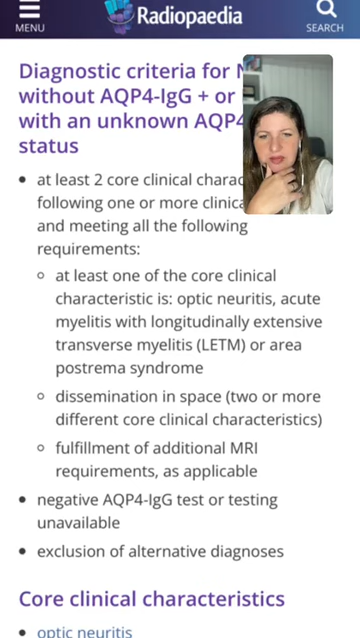 Radiopaedia
MENU
SEARCH
Diagnostic criteria for
without AQP4-IgG + or
with an unknown AQP4
status
at least 2 core clinical
following one or more
and meeting all the following
requirements:
at least one of the core clinical
characteristic is: optic neuritis, acute
myelitis with longitudinally extensive
transverse myelitis (LETM) or area
postrema syndrome
dissemination in space (two or more
different core clinical characteristics)
fulfillment of additional MRI
requirements, as applicable
negative AQP4-IgG test or testing
unavailable
exclusion of alternative diagnoses
Core clinical characteristics
optic neuritis